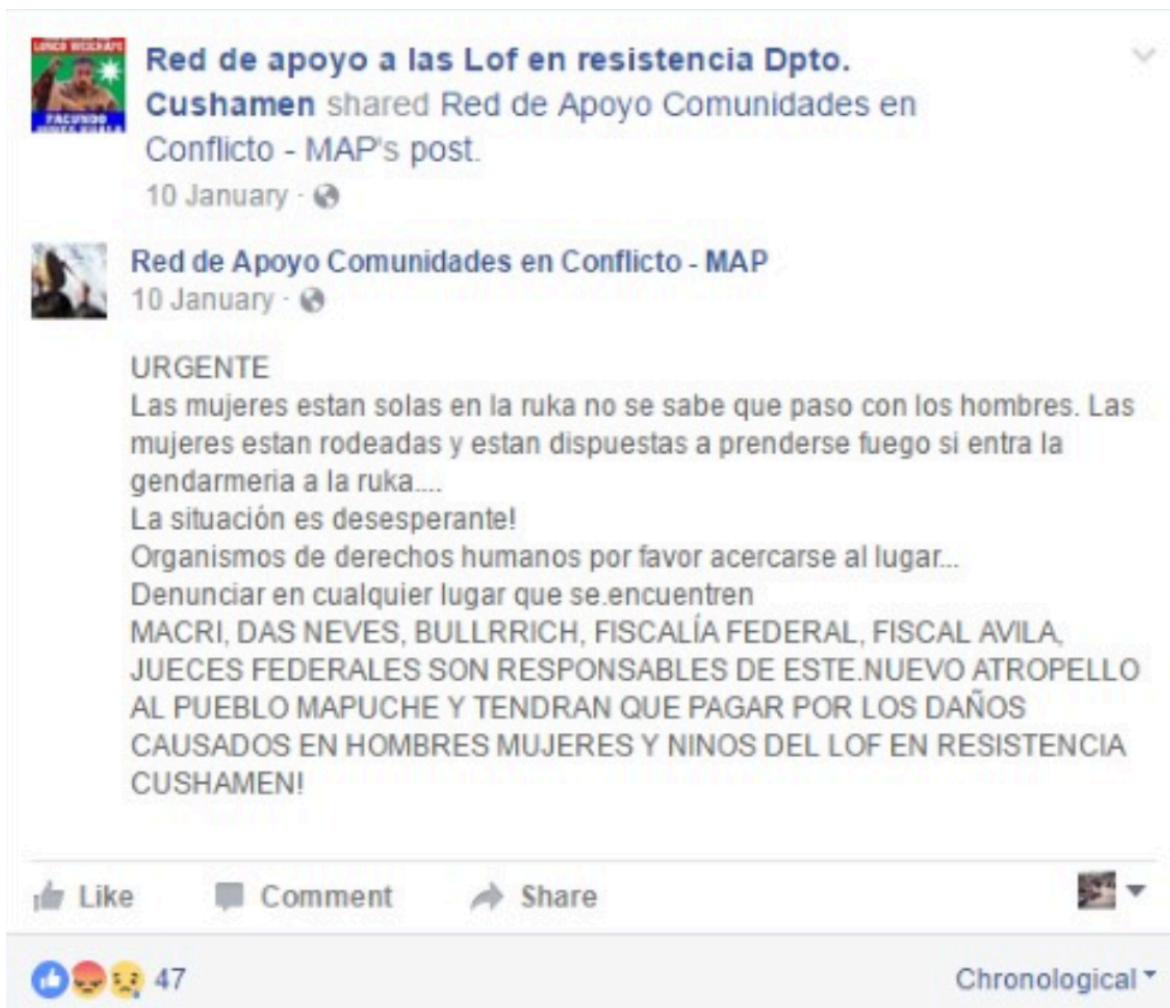 LONCO WEICHAFE
FACUNDO
Red de apoyo a las Lof en resistencia Dpto.
Cushamen shared Red de Apoyo Comunidades en
Conflicto - MAP's post.
10 January ·
Red de Apoyo Comunidades en Conflicto - MAP
10 January ·
URGENTE
Las mujeres estan solas en la ruka no se sabe que paso con los hombres. Las
mujeres estan rodeadas y estan dispuestas a prenderse fuego si entra la
gendarmeria a la ruka....
La situación es desesperante!
Organismos de derechos humanos por favor acercarse al lugar...
Denunciar en cualquier lugar que se.encuentren
MACRI, DAS NEVES, BULLRRICH, FISCALÍA FEDERAL, FISCAL AVILA,
JUECES FEDERALES SON RESPONSABLES DE ESTE.NUEVO ATROPELLO
AL PUEBLO MAPUCHE Y TENDRAN QUE PAGAR POR LOS DAÑOS
CAUSADOS EN HOMBRES MUJERES Y NINOS DEL LOF EN RESISTENCIA
CUSHAMEN!
Like Comment Share
47 Chronological